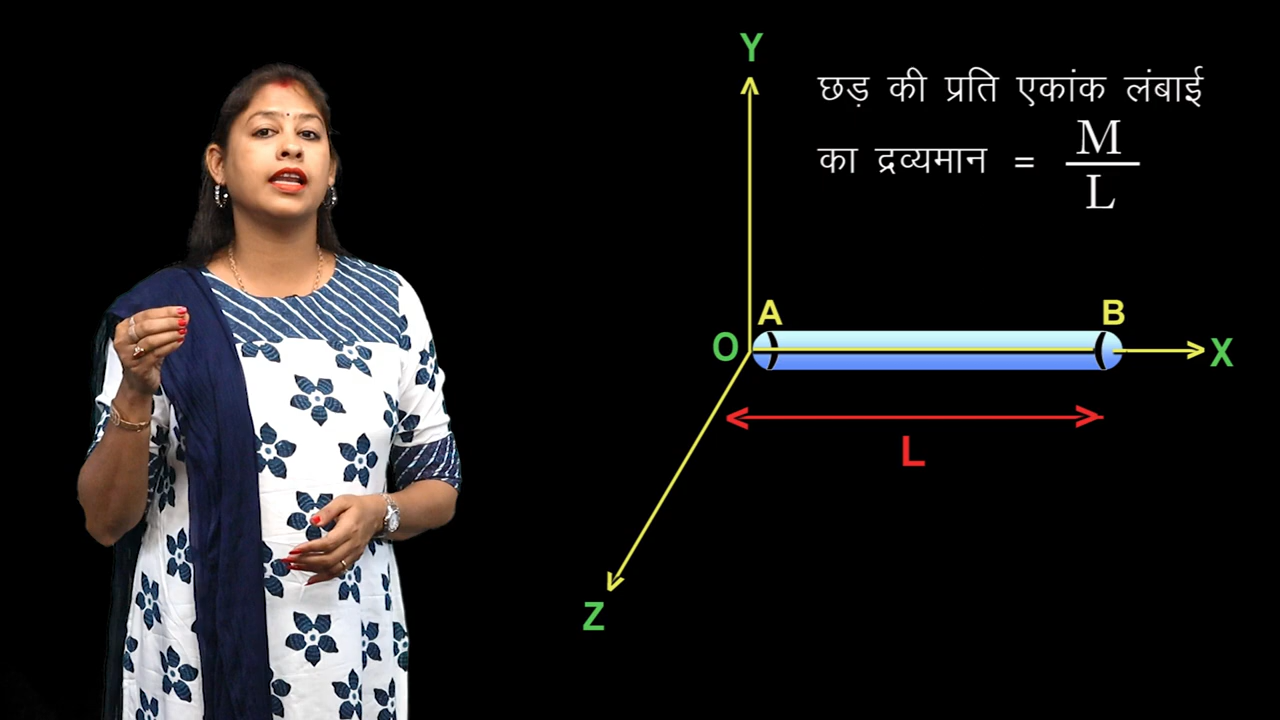 Y
छड़ की प्रति एकांक लंबाई
का द्रव्यमान = M/L
A
B
O
X
L
Z